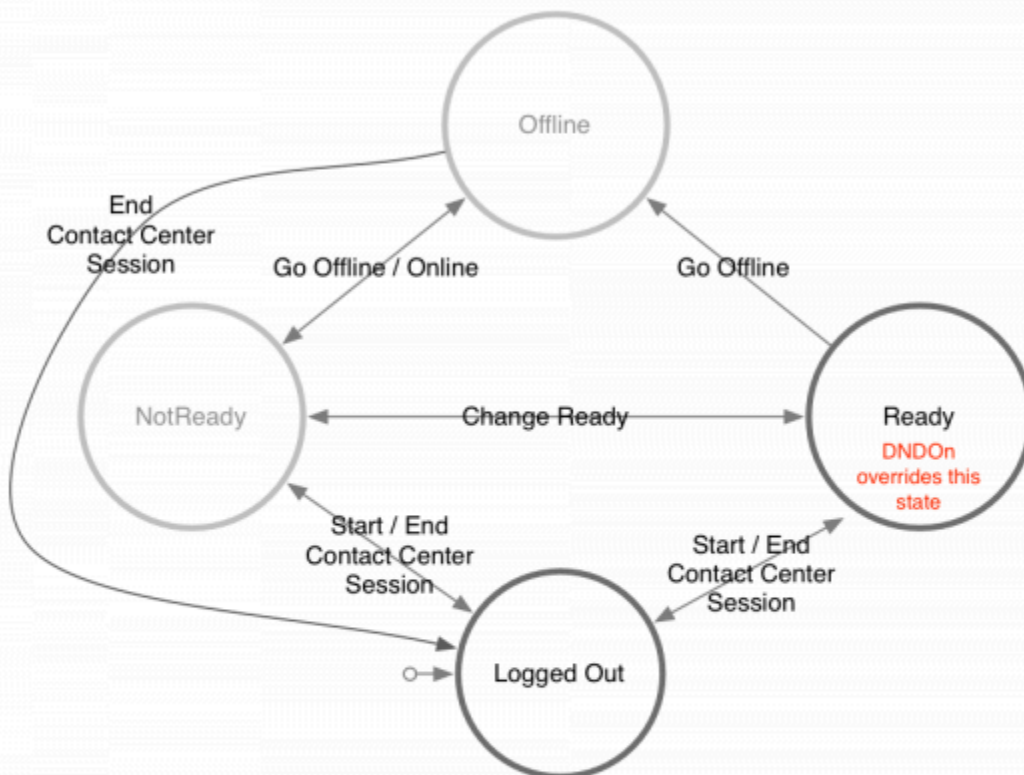 Offline
End
Contact Center
Session
Go Offline / Online
Go Offline
NotReady
Change Ready
Ready
DNDOn
overrides this
state
Start / End
Contact Center
Session
Start / End
Contact Center
Session
Logged Out